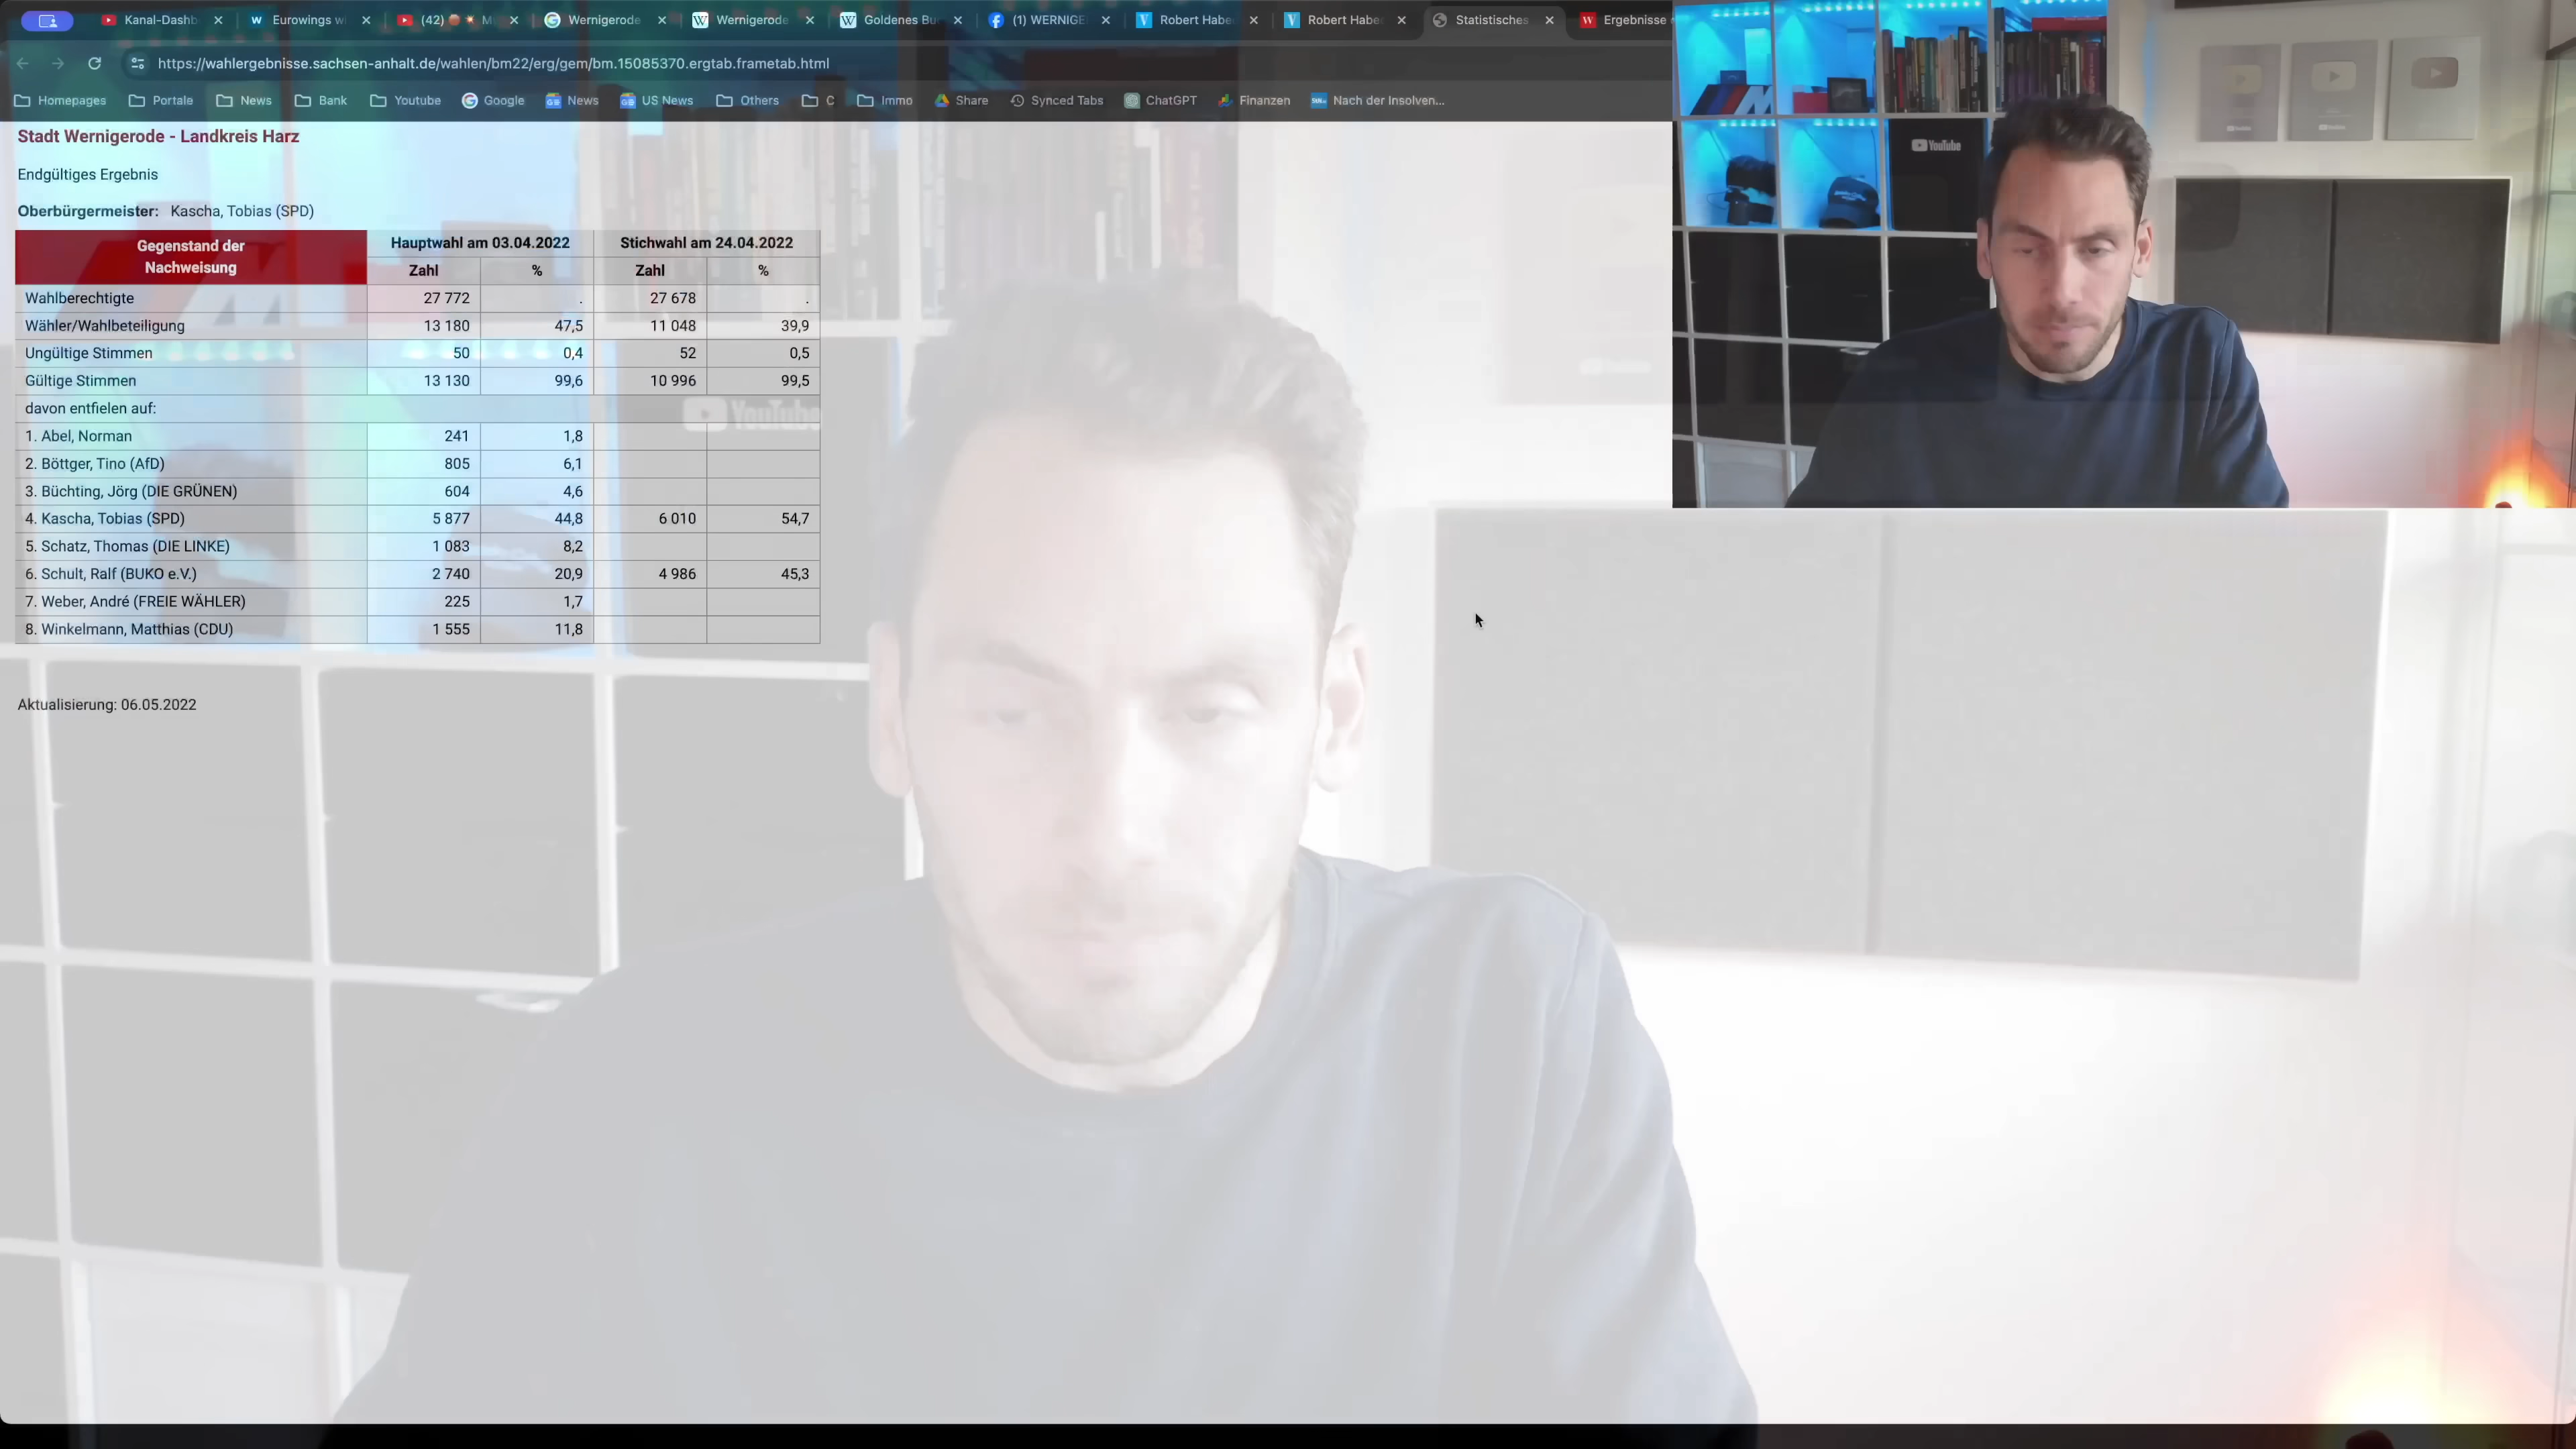 Kanal-Dashb
Eurowings wi
(42)
Wernigerode
Wernigerode
Goldenes Bu
(1) WERNIGE
Robert Habe
Robert Habe
Statistisches
Ergebnisse
https://wahlergebnisse.sachsen-anhalt.de/wahlen/bm22/erg/gem/bm.15085370.ergtab.frametab.html
Homepages Portale News Bank Youtube Google News US News Others C Immo Share Synced Tabs ChatGPT Finanzen Nach der Insolven...
Stadt Wernigerode - Landkreis Harz
Endgültiges Ergebnis
Oberbürgermeister: Kascha, Tobias (SPD)
Gegenstand der
Nachweisung
Hauptwahl am 03.04.2022 Stichwahl am 24.04.2022
Zahl % Zahl %
Wahlberechtigte 27 772 . 27 678 .
Wähler/Wahlbeteiligung 13 180 47,5 11 048 39,9
Ungültige Stimmen 50 0,4 52 0,5
Gültige Stimmen 13 130 99,6 10 996 99,5
davon entfielen auf:
1. Abel, Norman 241 1,8
2. Böttger, Tino (AfD) 805 6,1
3. Büchting, Jörg (DIE GRÜNEN) 604 4,6
4. Kascha, Tobias (SPD) 5 877 44,8 6 010 54,7
5. Schatz, Thomas (DIE LINKE) 1 083 8,2
6. Schult, Ralf (BUKO e.V.) 2 740 20,9 4 986 45,3
7. Weber, André (FREIE WÄHLER) 225 1,7
8. Winkelmann, Matthias (CDU) 1 555 11,8
Aktualisierung: 06.05.2022
YouTube
YouTube